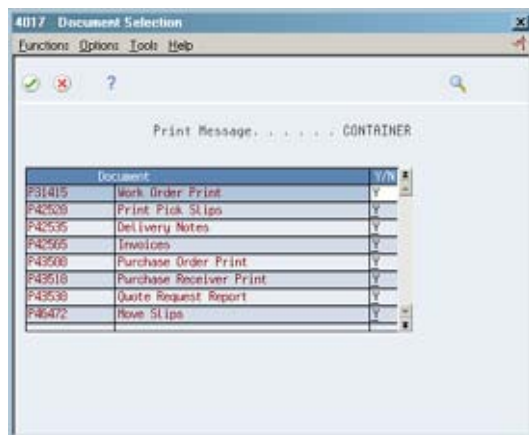 4017 Document Selection
Functions Options Tools Help
?
Print Message. . . . . . CONTAINER
Document Y/N
P31415 Work Order Print Y
P42520 Print Pick Slips Y
P42535 Delivery Notes Y
P42565 Invoices Y
P43500 Purchase Order Print Y
P43510 Purchase Receiver Print Y
P43530 Quote Request Report Y
P46472 Move Slips Y